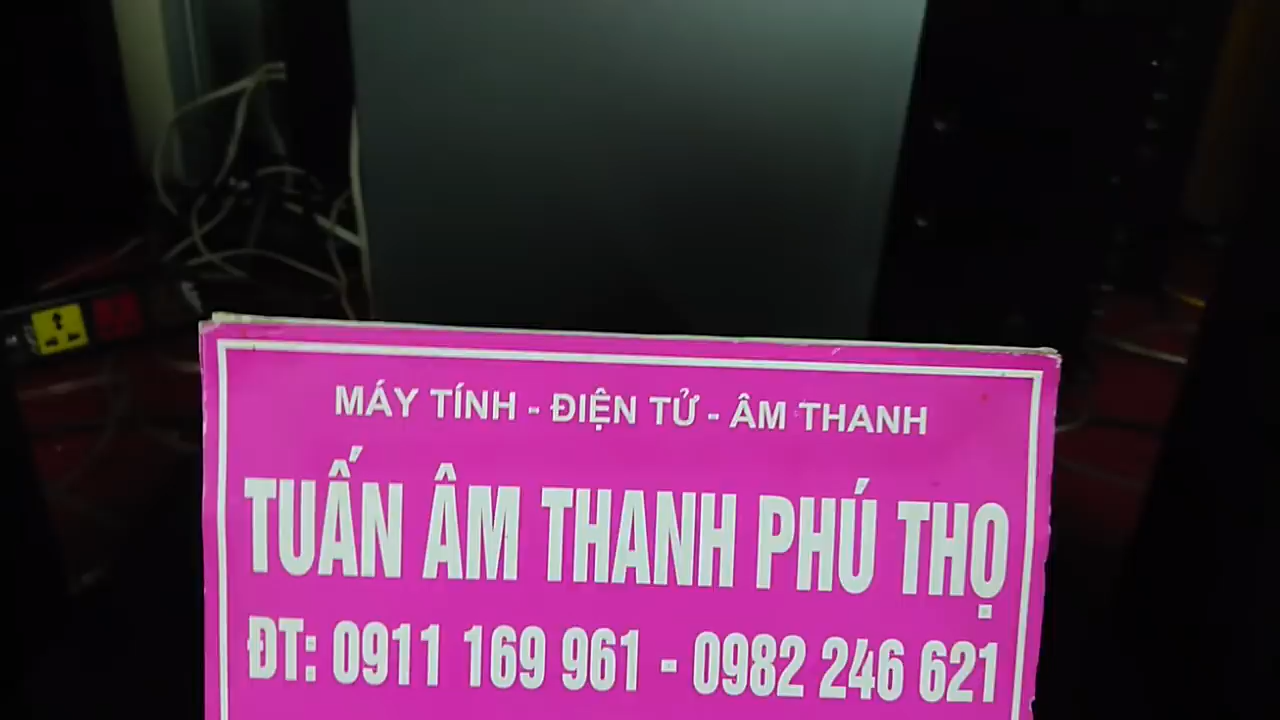 MÁY TÍNH - ĐIỆN TỬ - ÂM THANH
TUẤN ÂM THANH PHÚ THỌ
ĐT: 0911 169 961 - 0982 246 621